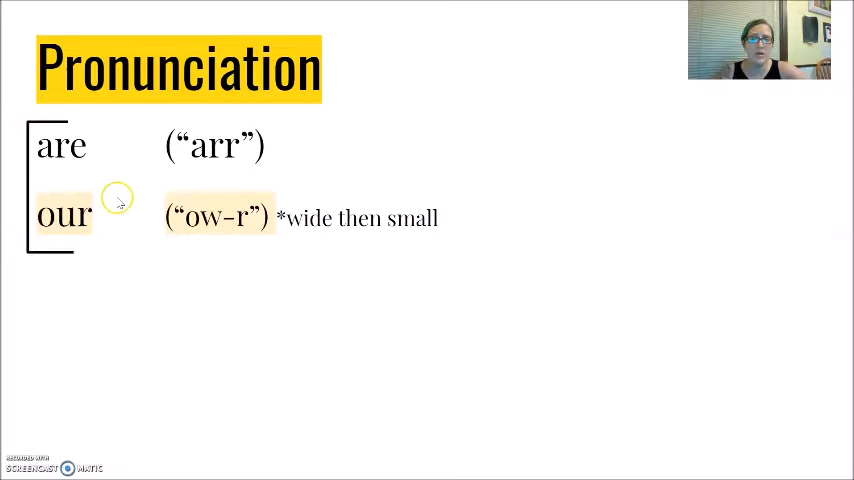 Pronunciation
are (“arr”)
our (“ow-r”) *wide then small
RECORDED WITH
SCREENCAST MATIC